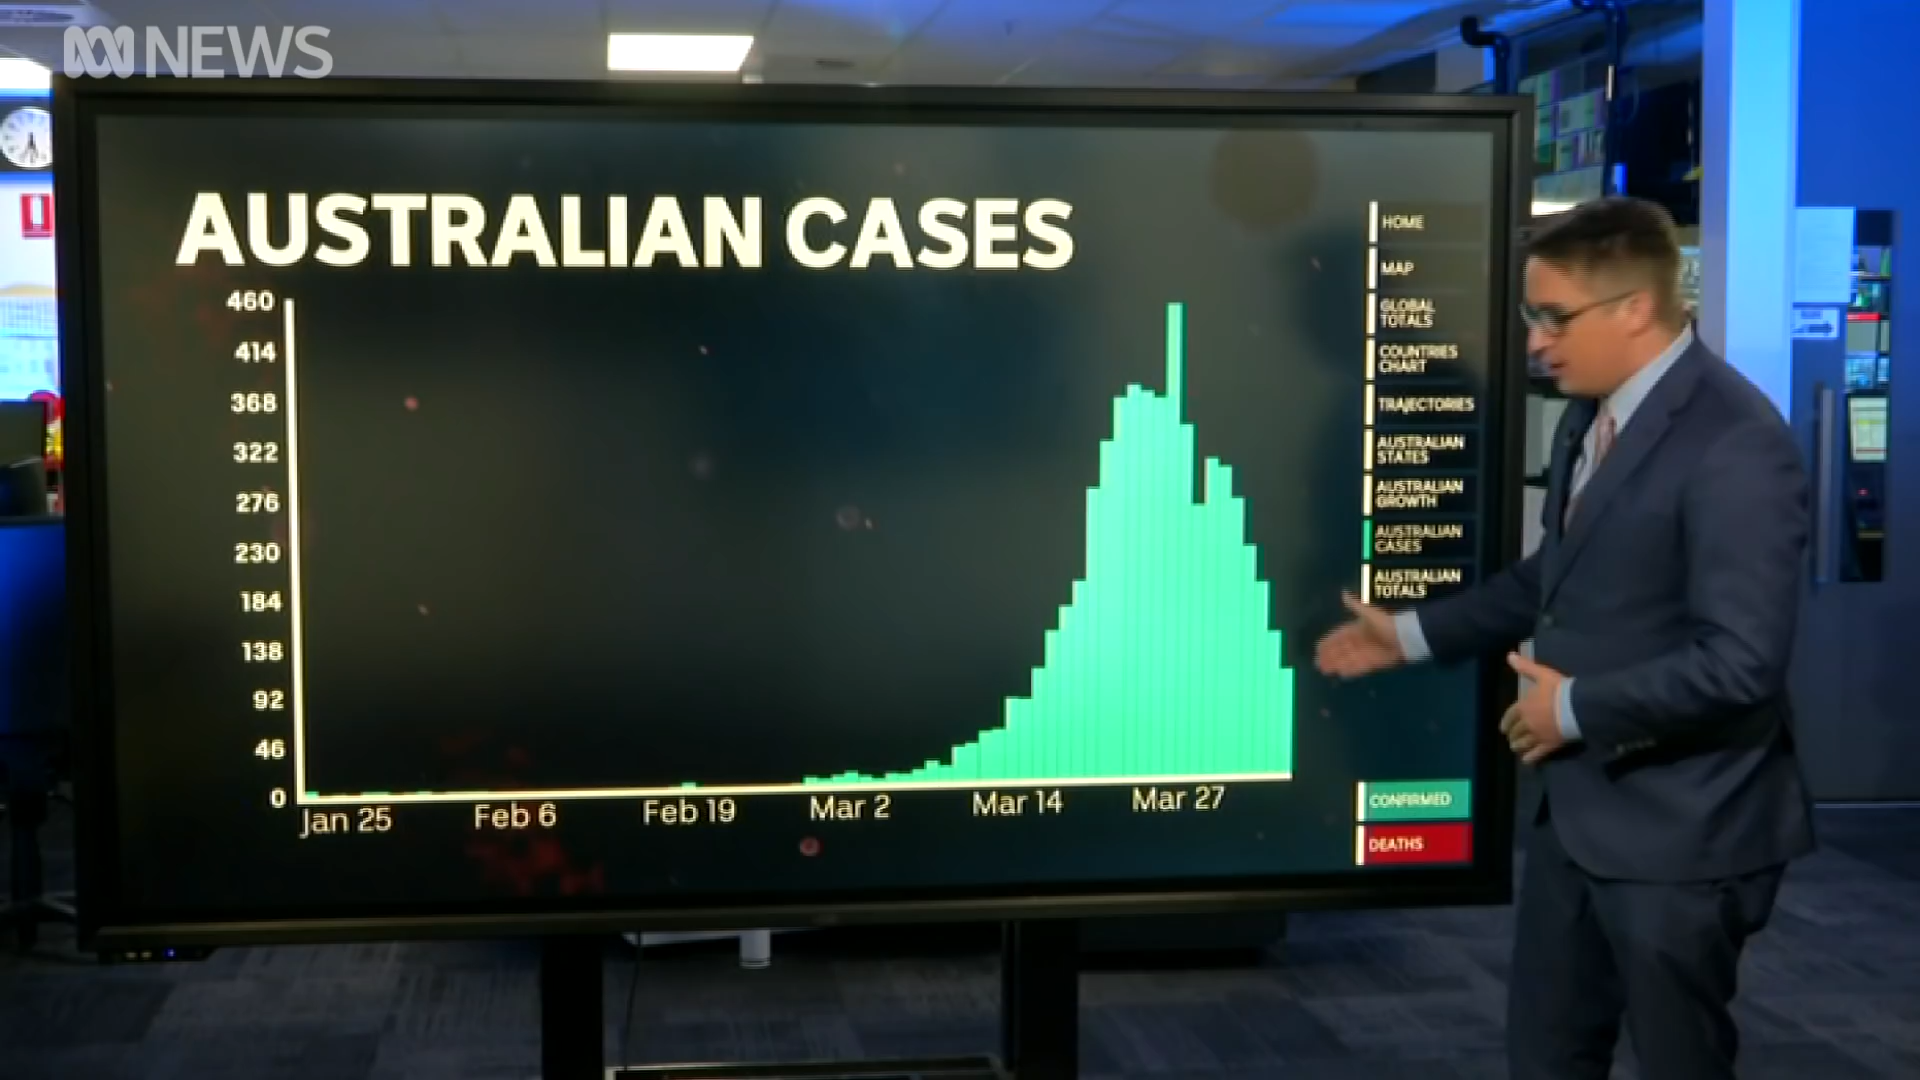 NEWS
AUSTRALIAN CASES
460
414
368
322
276
230
184
138
92
46
0
Jan 25
Feb 6
Feb 19
Mar 2
Mar 14
Mar 27
HOME
MAP
GLOBAL
TOTALS
COUNTRIES
CHART
TRAJECTORIES
AUSTRALIAN
STATES
AUSTRALIAN
GROWTH
AUSTRALIAN
CASES
AUSTRALIAN
TOTALS
CONFIRMED
DEATHS